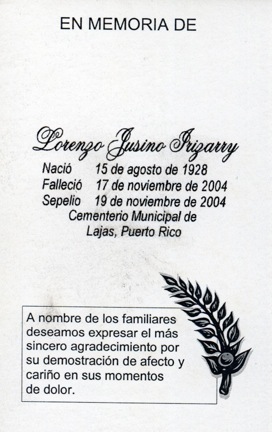 EN MEMORIA DE
Lorenzo Jusino Irizarry
Nació 15 de agosto de 1928
Falleció 17 de noviembre de 2004
Sepelio 19 de noviembre de 2004
Cementerio Municipal de
Lajas, Puerto Rico
A nombre de los familiares
deseamos expresar el más
sincero agradecimiento por
su demostración de afecto y
cariño en sus momentos
de dolor.